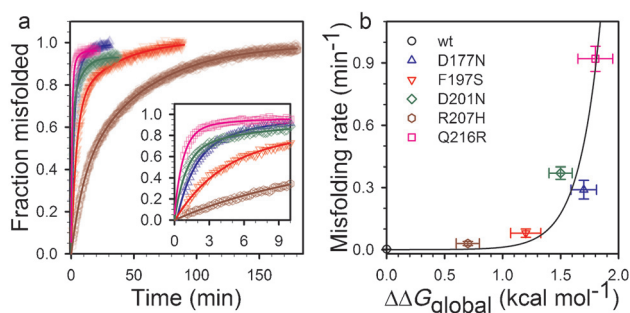 a
Fraction misfolded
1.0
0.8
0.6
0.4
0.2
0.0
1.0
0.8
0.6
0.4
0.2
0.0
0 3 6 9
0 50 100 150
Time (min)
b
Misfolding rate (min⁻¹)
0.9
0.6
0.3
0.0
wt
D177N
F197S
D201N
R207H
Q216R
0.0 0.5 1.0 1.5 2.0
ΔΔG_global (kcal mol⁻¹)